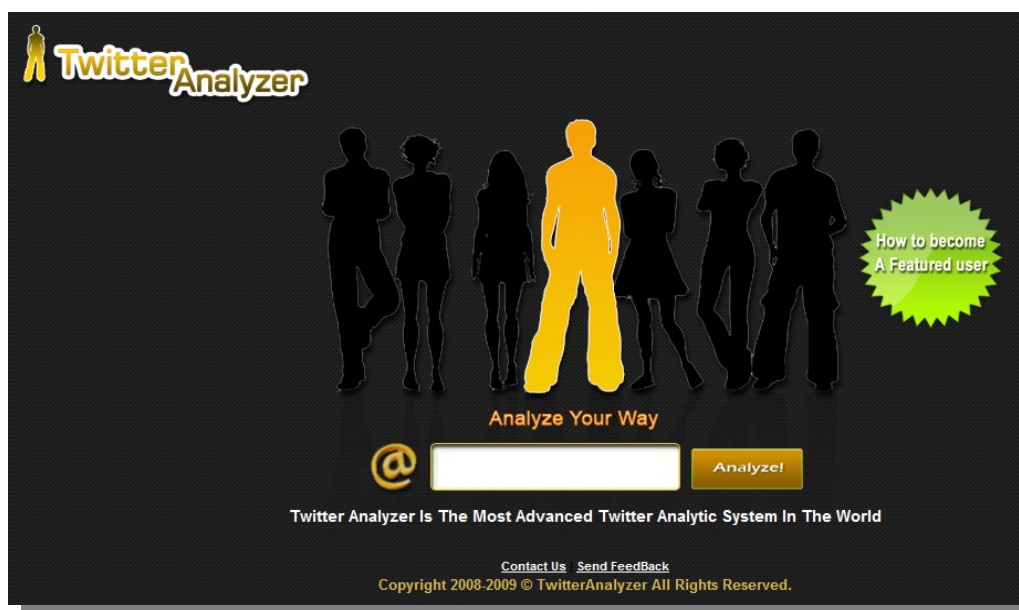 Twitter
Analyzer
How to become
A Featured user
Analyze Your Way
@
Analyze!
Twitter Analyzer Is The Most Advanced Twitter Analytic System In The World
Contact Us | Send FeedBack
Copyright 2008-2009 © TwitterAnalyzer All Rights Reserved.